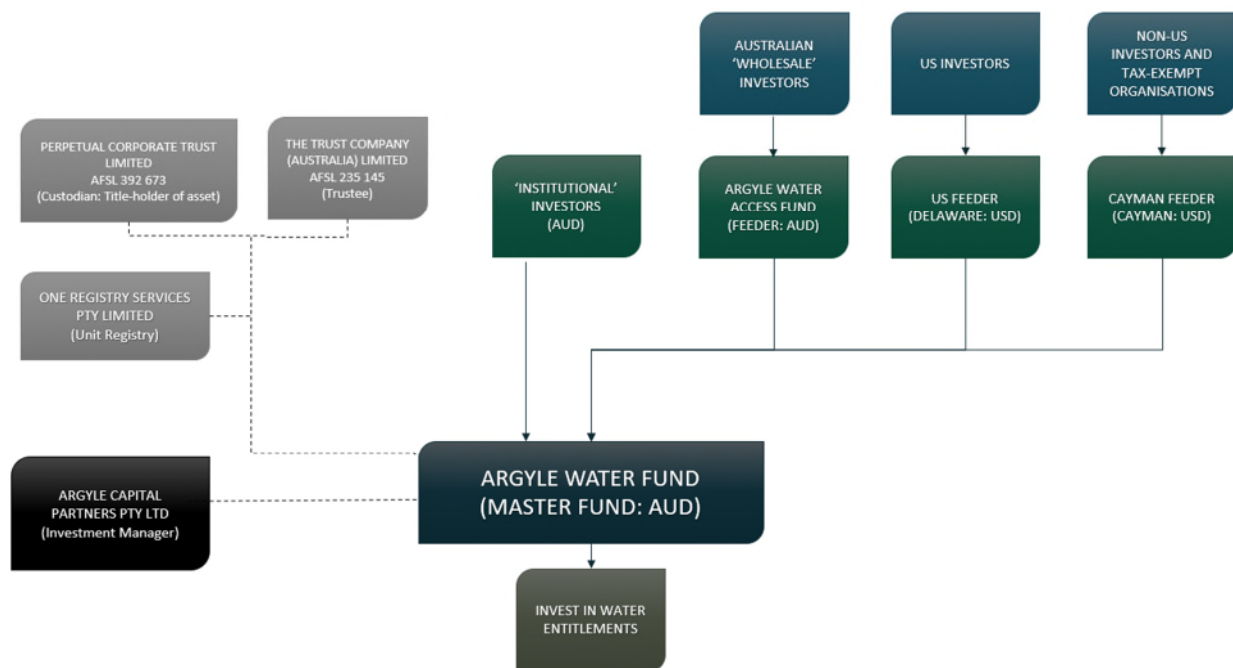 AUSTRALIAN
‘WHOLESALE’
INVESTORS
US INVESTORS
NON-US
INVESTORS AND
TAX-EXEMPT
ORGANISATIONS
PERPETUAL CORPORATE TRUST
LIMITED
AFSL 392 673
(Custodian: Title-holder of asset)
THE TRUST COMPANY
(AUSTRALIA) LIMITED
AFSL 235 145
(Trustee)
‘INSTITUTIONAL’
INVESTORS
(AUD)
ARGYLE WATER
ACCESS FUND
(FEEDER: AUD)
US FEEDER
(DELAWARE: USD)
CAYMAN FEEDER
(CAYMAN: USD)
ONE REGISTRY SERVICES
PTY LIMITED
(Unit Registry)
ARGYLE CAPITAL
PARTNERS PTY LTD
(Investment Manager)
ARGYLE WATER FUND
(MASTER FUND: AUD)
INVEST IN WATER
ENTITLEMENTS